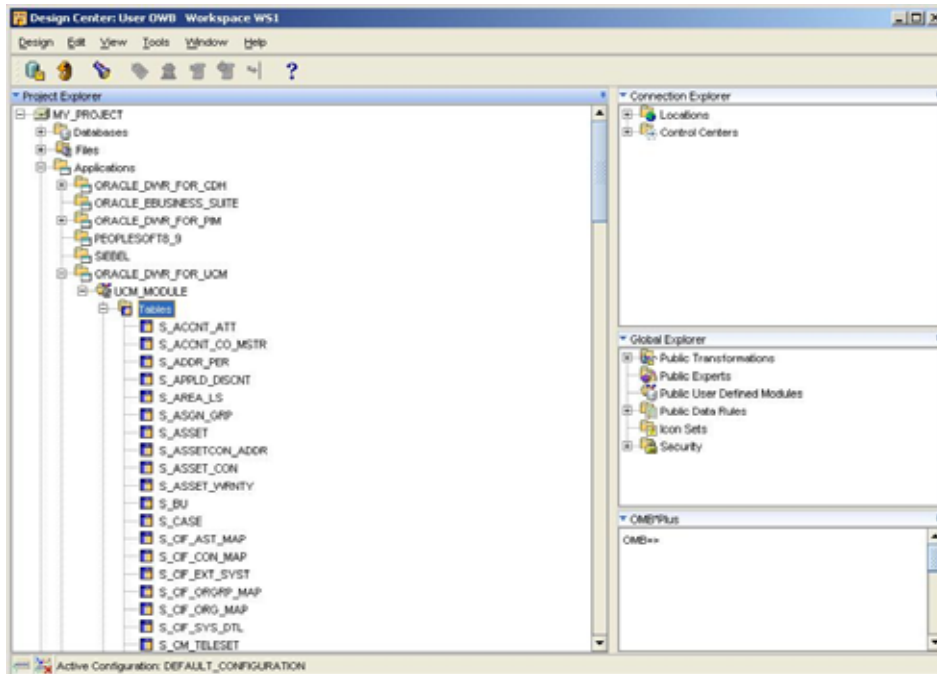 Design Center: User OWB Workspace WS1
Design Edit View Tools Window Help
Project Explorer
MY_PROJECT
Databases
Files
Applications
ORACLE_DWR_FOR_CDH
ORACLE_EBUSINESS_SUITE
ORACLE_DWR_FOR_PIM
PEOPLESOFT8_9
SIEBEL
ORACLE_DWR_FOR_UCM
UCM_MODULE
Tables
S_ACCNT_ATT
S_ACCNT_CO_MSTR
S_ADDR_PER
S_APPLD_DISCNT
S_AREA_LS
S_ASGN_GRP
S_ASSET
S_ASSETCON_ADDR
S_ASSET_CON
S_ASSET_WRNTY
S_BU
S_CASE
S_CIF_AST_MAP
S_CIF_CON_MAP
S_CIF_EXT_SYST
S_CIF_ORGRP_MAP
S_CIF_ORG_MAP
S_CIF_SYS_DTL
S_CM_TELESET
Connection Explorer
Locations
Control Centers
Global Explorer
Public Transformations
Public Experts
Public User Defined Modules
Public Data Rules
Icon Sets
Security
OMB*Plus
OMB+>
Active Configuration: DEFAULT_CONFIGURATION